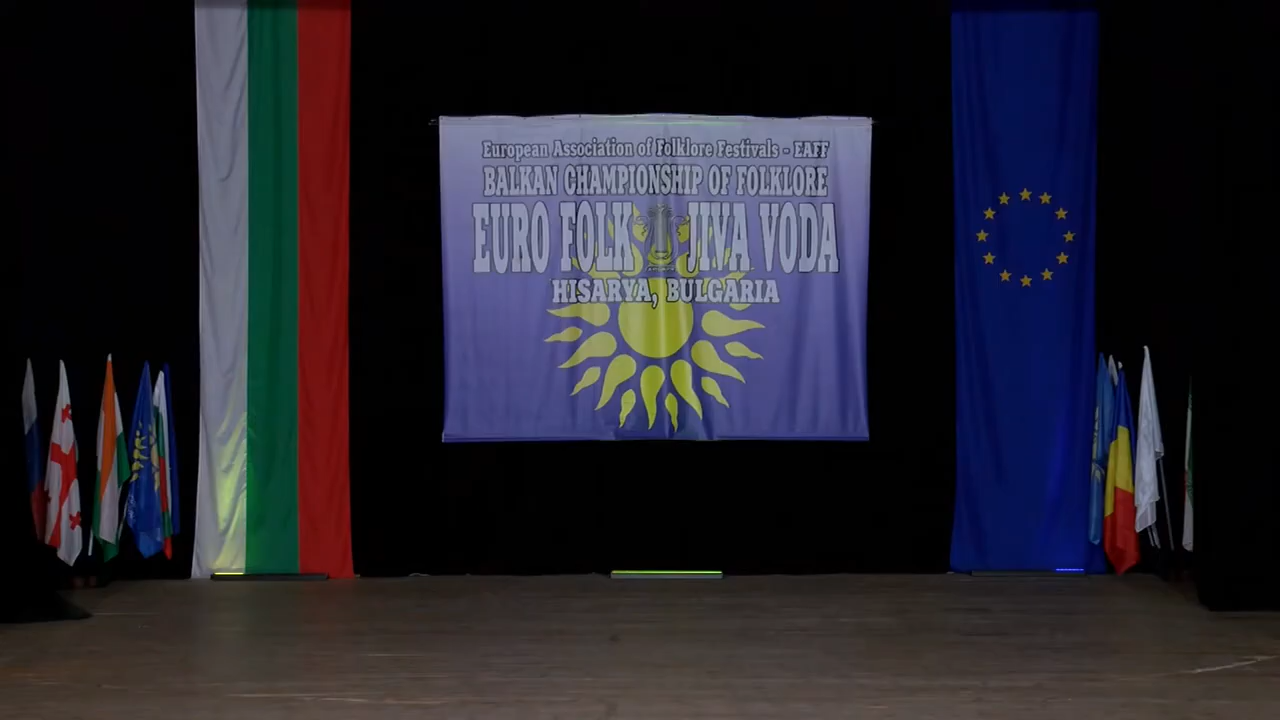 European Association of Folklore Festivals - EAFF
BALKAN CHAMPIONSHIP OF FOLKLORE
EURO FOLK JIVA VODA
HISARYA, BULGARIA